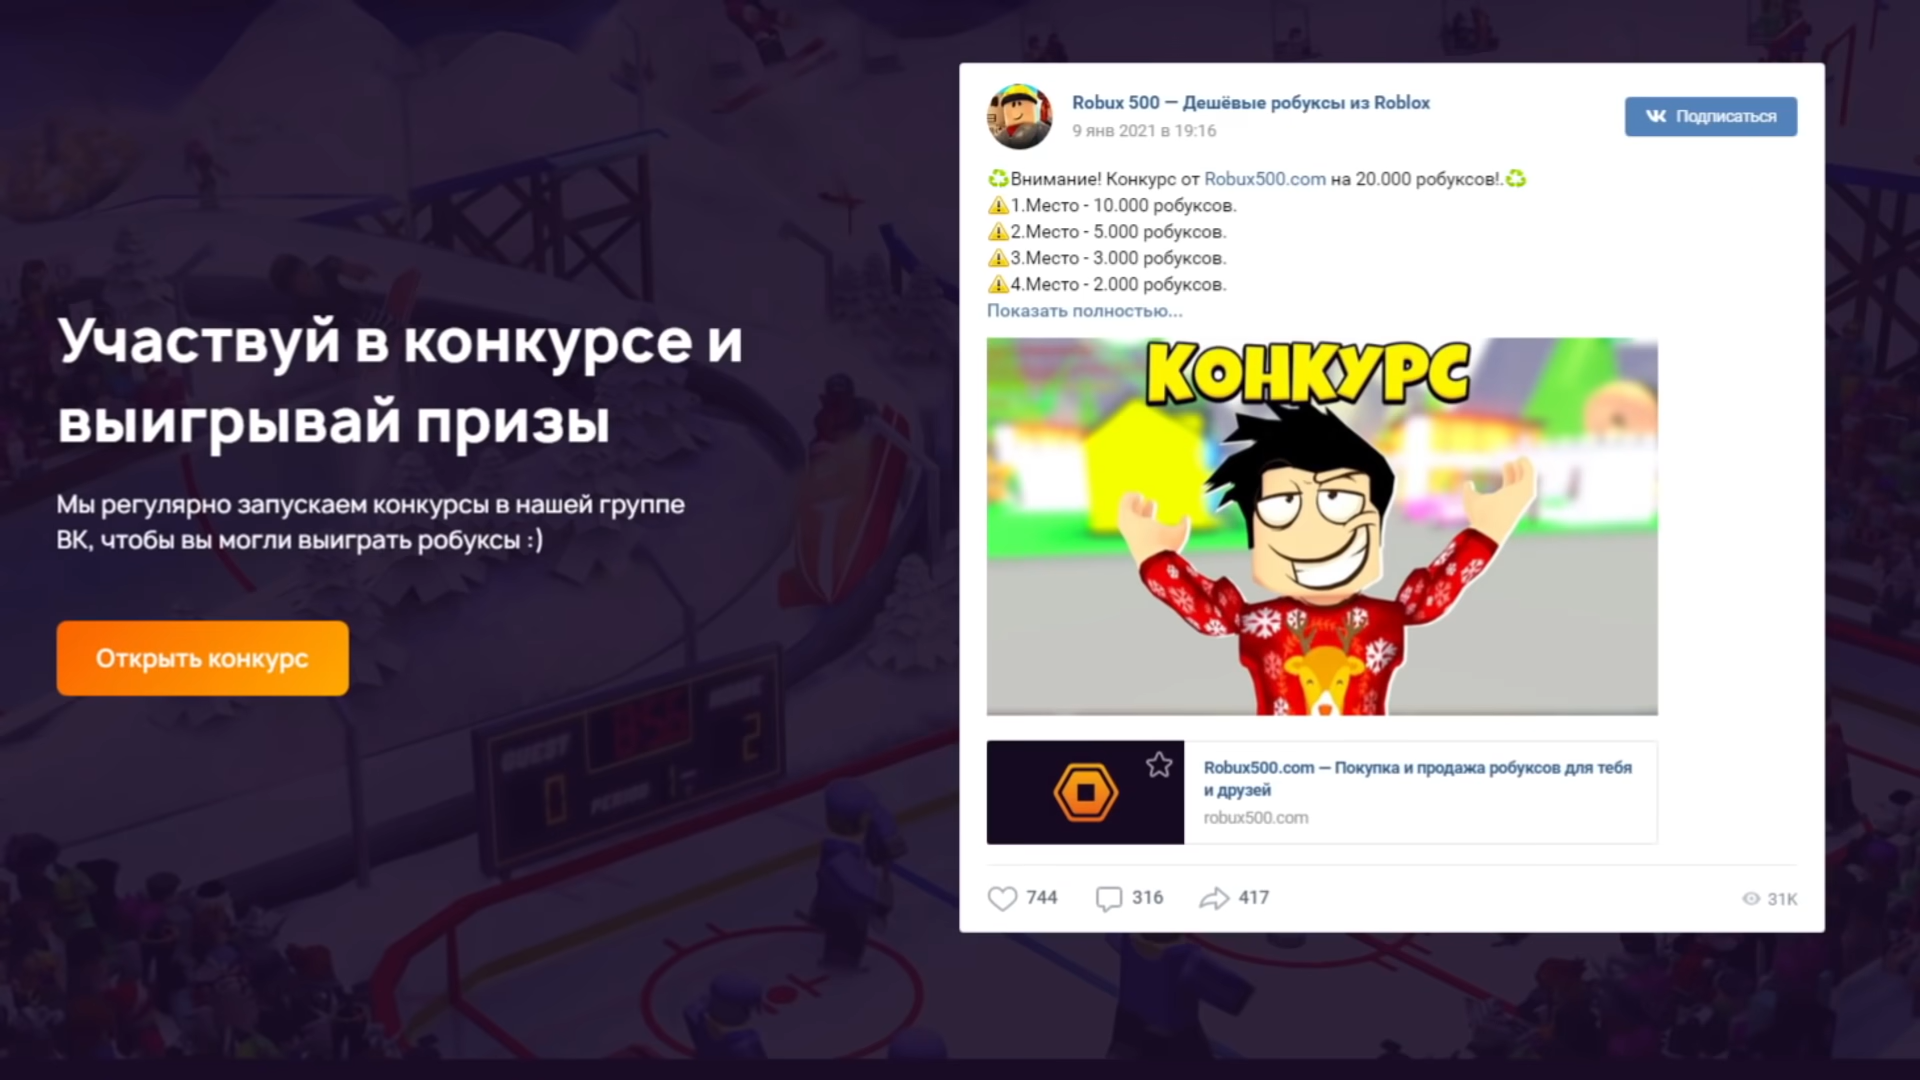 Участвуй в конкурсе и
выигрывай призы
Мы регулярно запускаем конкурсы в нашей группе
ВК, чтобы вы могли выиграть робуксы :)
Открыть конкурс
Robux 500 — Дешёвые робуксы из Roblox
9 янв 2021 в 19:16
Подписаться
Внимание! Конкурс от Robux500.com на 20.000 робуксов!.
1.Место - 10.000 робуксов.
2.Место - 5.000 робуксов.
3.Место - 3.000 робуксов.
4.Место - 2.000 робуксов.
Показать полностью...
КОНКУРС
Robux500.com — Покупка и продажа робуксов для тебя
и друзей
robux500.com
744
316
417
31K